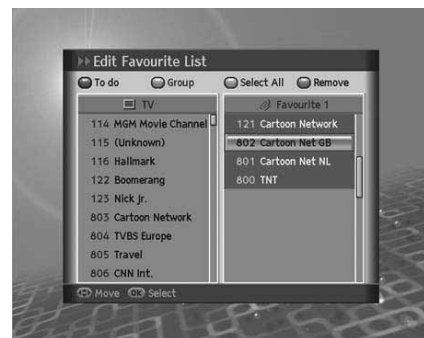 Edit Favourite List
To do Group Select All Remove
TV
114 MGM Movie Channel
115 (Unknown)
116 Hallmark
122 Boomerang
123 Nick Jr.
803 Cartoon Network
804 TVBS Europe
805 Travel
806 CNN Int.
Favourite 1
121 Cartoon Network
802 Cartoon Net GB
801 Cartoon Net NL
800 TNT
Move OK Select